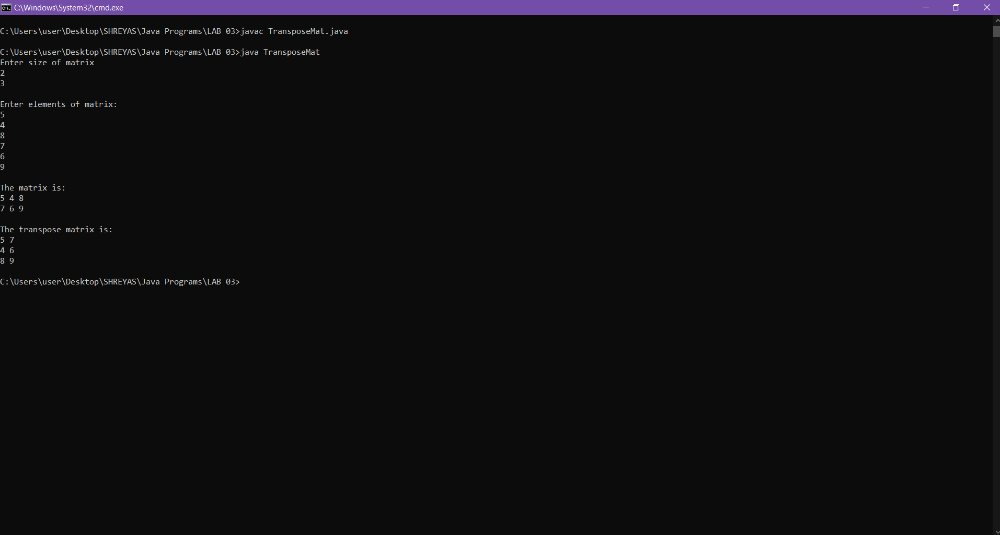 C:\Windows\System32\cmd.exe
C:\Users\user\Desktop\SHREYAS\Java Programs\LAB 03>javac TransposeMat.java
C:\Users\user\Desktop\SHREYAS\Java Programs\LAB 03>java TransposeMat
Enter size of matrix
2
3
Enter elements of matrix:
5
4
8
7
6
9
The matrix is:
5 4 8
7 6 9
The transpose matrix is:
5 7
4 6
8 9
C:\Users\user\Desktop\SHREYAS\Java Programs\LAB 03>